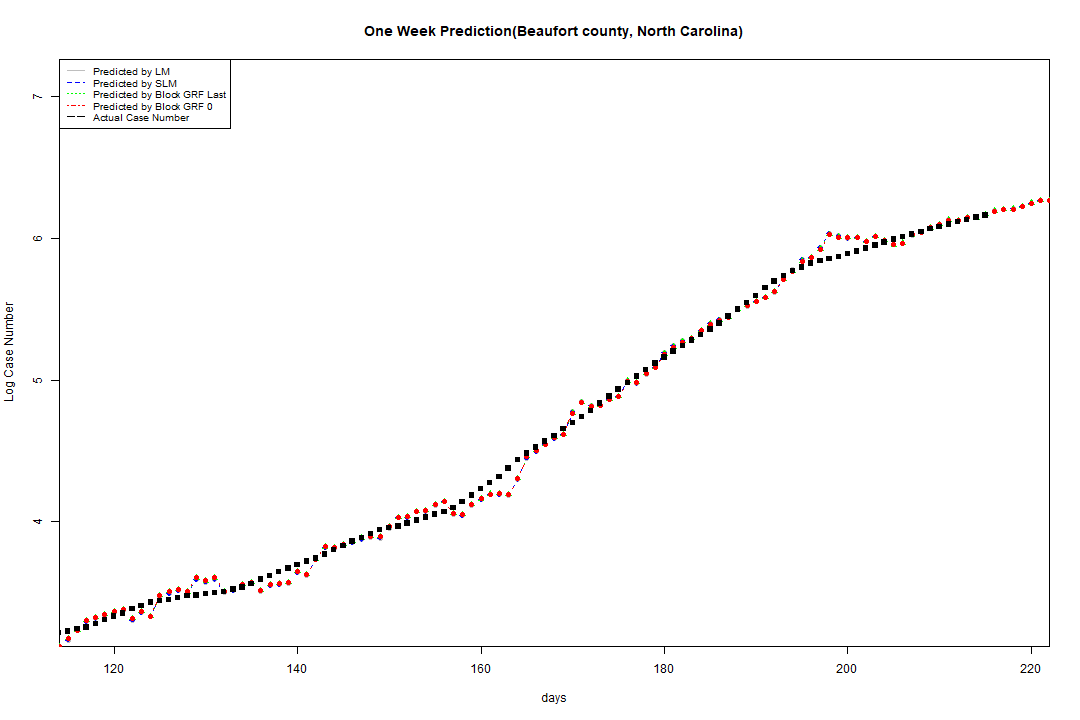 One Week Prediction(Beaufort county, North Carolina)
Predicted by LM
Predicted by SLM
Predicted by Block GRF Last
Predicted by Block GRF 0
Actual Case Number
7
6
5
4
Log Case Number
120 140 160 180 200 220
days